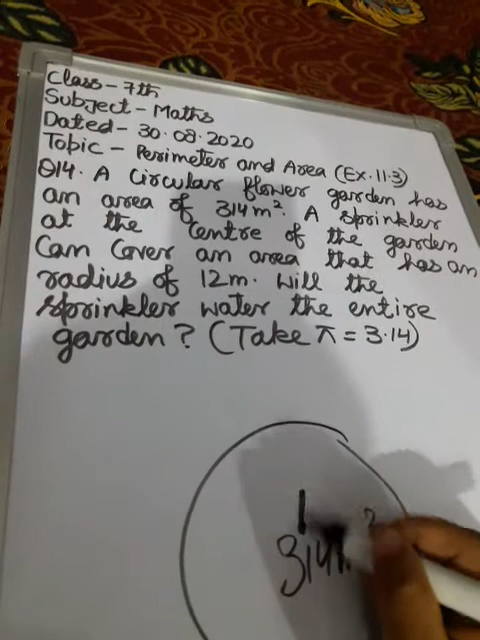 Class - 7th
Subject - Maths
Dated - 30.08.2020
Topic - Perimeter and Area (Ex. 11.3)
Q14. A Circular flower garden has
an area of 314m². A sprinkler
at the centre of the garden
Can Cover an area that has an
radius of 12m. Will the
sprinkler water the entire
garden? (Take π = 3.14)
314